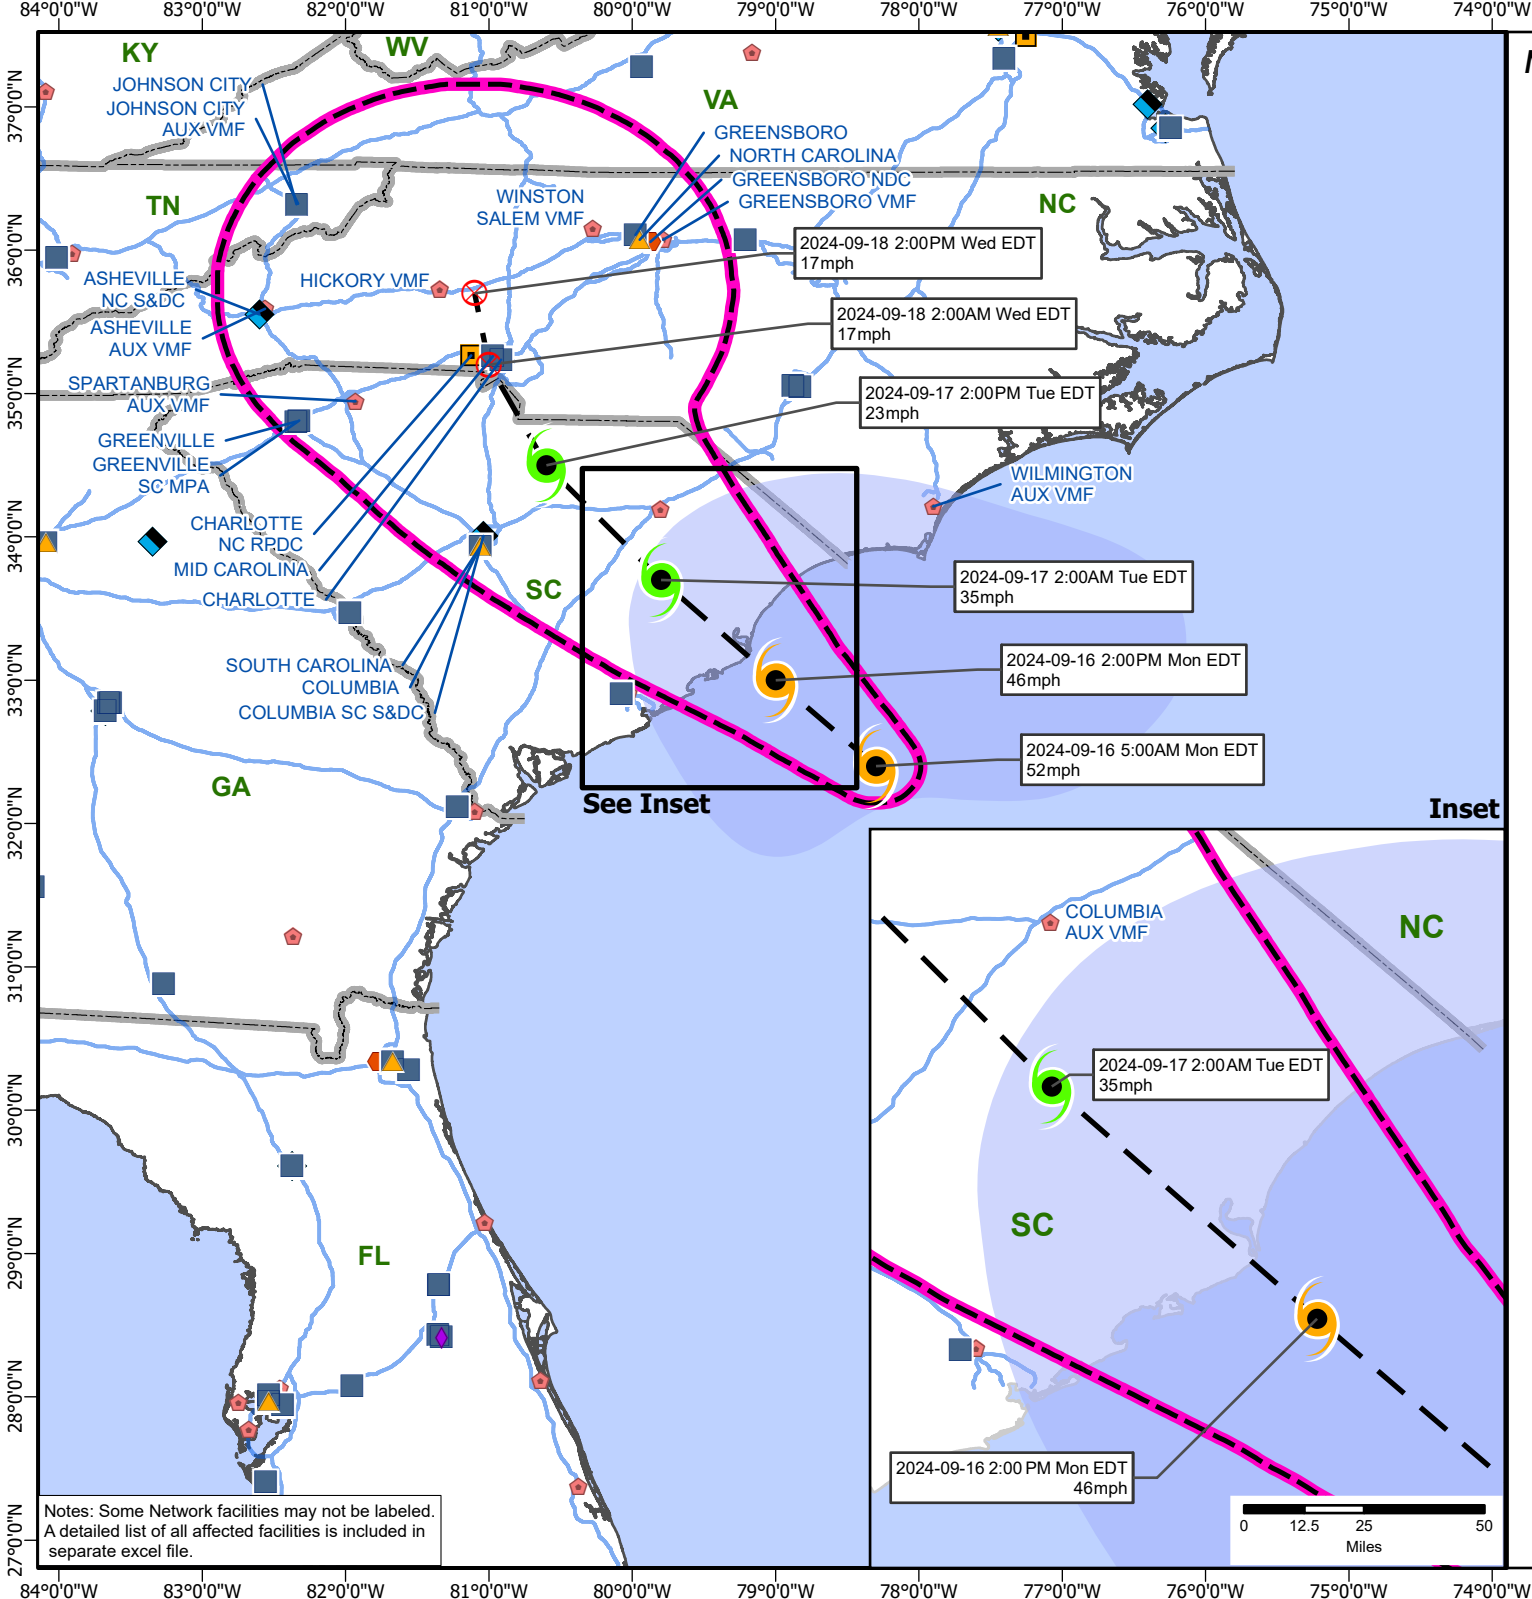 84°0'0"W
83°0'0"W
82°0'0"W
81°0'0"W
80°0'0"W
79°0'0"W
78°0'0"W
77°0'0"W
76°0'0"W
75°0'0"W
74°0'0"W
KY
WV
VA
JOHNSON CITY
JOHNSON CITY
AUX VMF
37°0'0"N
GREENSBORO
NORTH CAROLINA
GREENSBORO NDC
GREENSBORO VMF
WINSTON
SALEM VMF
TN
NC
36°0'0"N
2024-09-18 2:00PM Wed EDT
17mph
ASHEVILLE
NC S&DC
HICKORY VMF
ASHEVILLE
AUX VMF
2024-09-18 2:00AM Wed EDT
17mph
35°0'0"N
SPARTANBURG
AUX VMF
2024-09-17 2:00PM Tue EDT
23mph
GREENVILLE
GREENVILLE
SC MPA
WILMINGTON
AUX VMF
34°0'0"N
CHARLOTTE
NC RPDC
MID CAROLINA
CHARLOTTE
SC
2024-09-17 2:00AM Tue EDT
35mph
33°0'0"N
SOUTH CAROLINA
COLUMBIA
COLUMBIA SC S&DC
2024-09-16 2:00PM Mon EDT
46mph
2024-09-16 5:00AM Mon EDT
52mph
GA
See Inset
Inset
32°0'0"N
COLUMBIA
AUX VMF
NC
31°0'0"N
2024-09-17 2:00AM Tue EDT
35mph
30°0'0"N
SC
FL
29°0'0"N
28°0'0"N
2024-09-16 2:00 PM Mon EDT
46mph
27°0'0"N
Notes: Some Network facilities may not be labeled.
A detailed list of all affected facilities is included in
separate excel file.
0 12.5 25 50
Miles
84°0'0"W
83°0'0"W
82°0'0"W
81°0'0"W
80°0'0"W
79°0'0"W
78°0'0"W
77°0'0"W
76°0'0"W
75°0'0"W
74°0'0"W